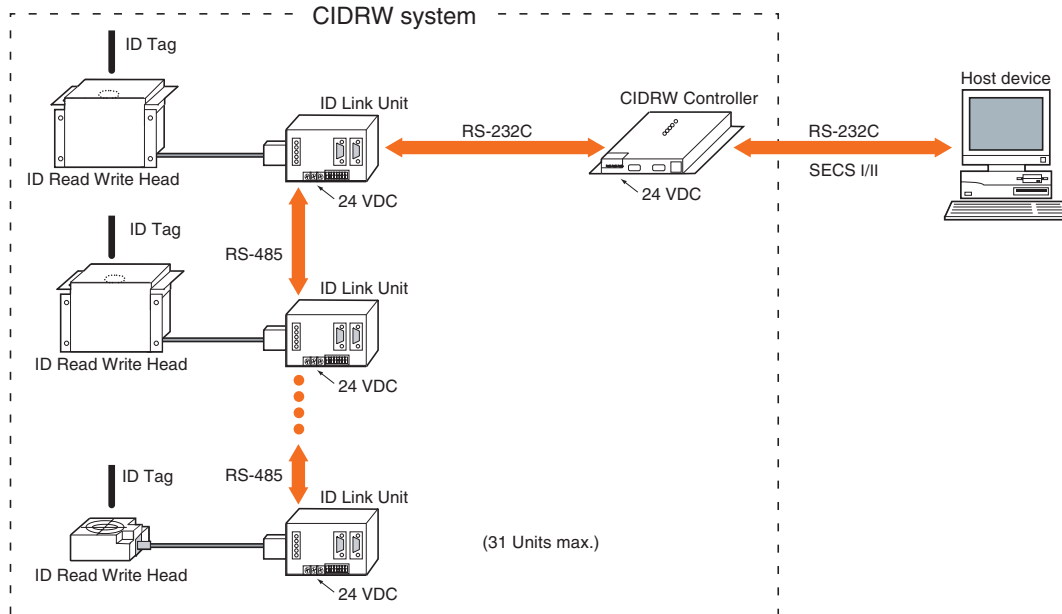 CIDRW system
ID Tag
ID Link Unit
CIDRW Controller
Host device
RS-232C
RS-232C
SECS I/II
ID Read Write Head
24 VDC
24 VDC
ID Tag
RS-485
ID Link Unit
ID Read Write Head
24 VDC
ID Tag
RS-485
ID Link Unit
(31 Units max.)
ID Read Write Head
24 VDC